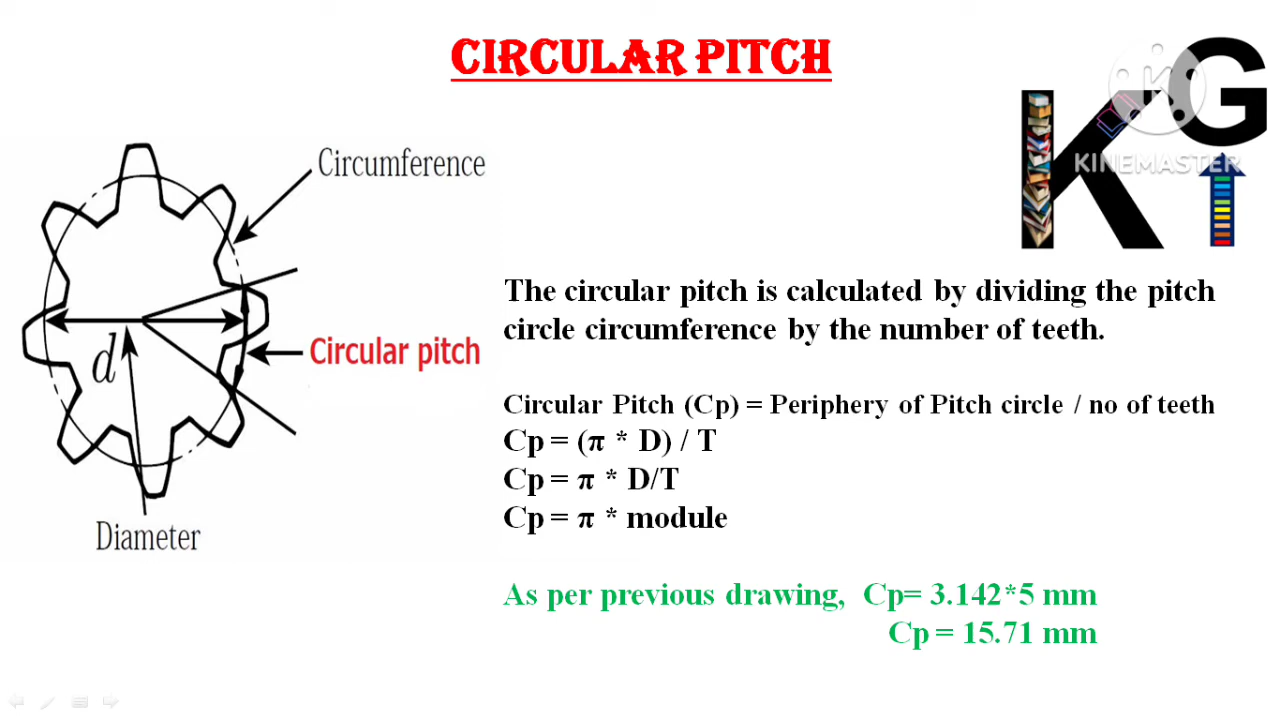 CIRCULAR PITCH
KG
KINEMASTER
Circumference
The circular pitch is calculated by dividing the pitch
circle circumference by the number of teeth.
Circular pitch
d
Circular Pitch (Cp) = Periphery of Pitch circle / no of teeth
Cp = (π * D) / T
Cp = π * D/T
Cp = π * module
Diameter
As per previous drawing, Cp= 3.142*5 mm
Cp = 15.71 mm